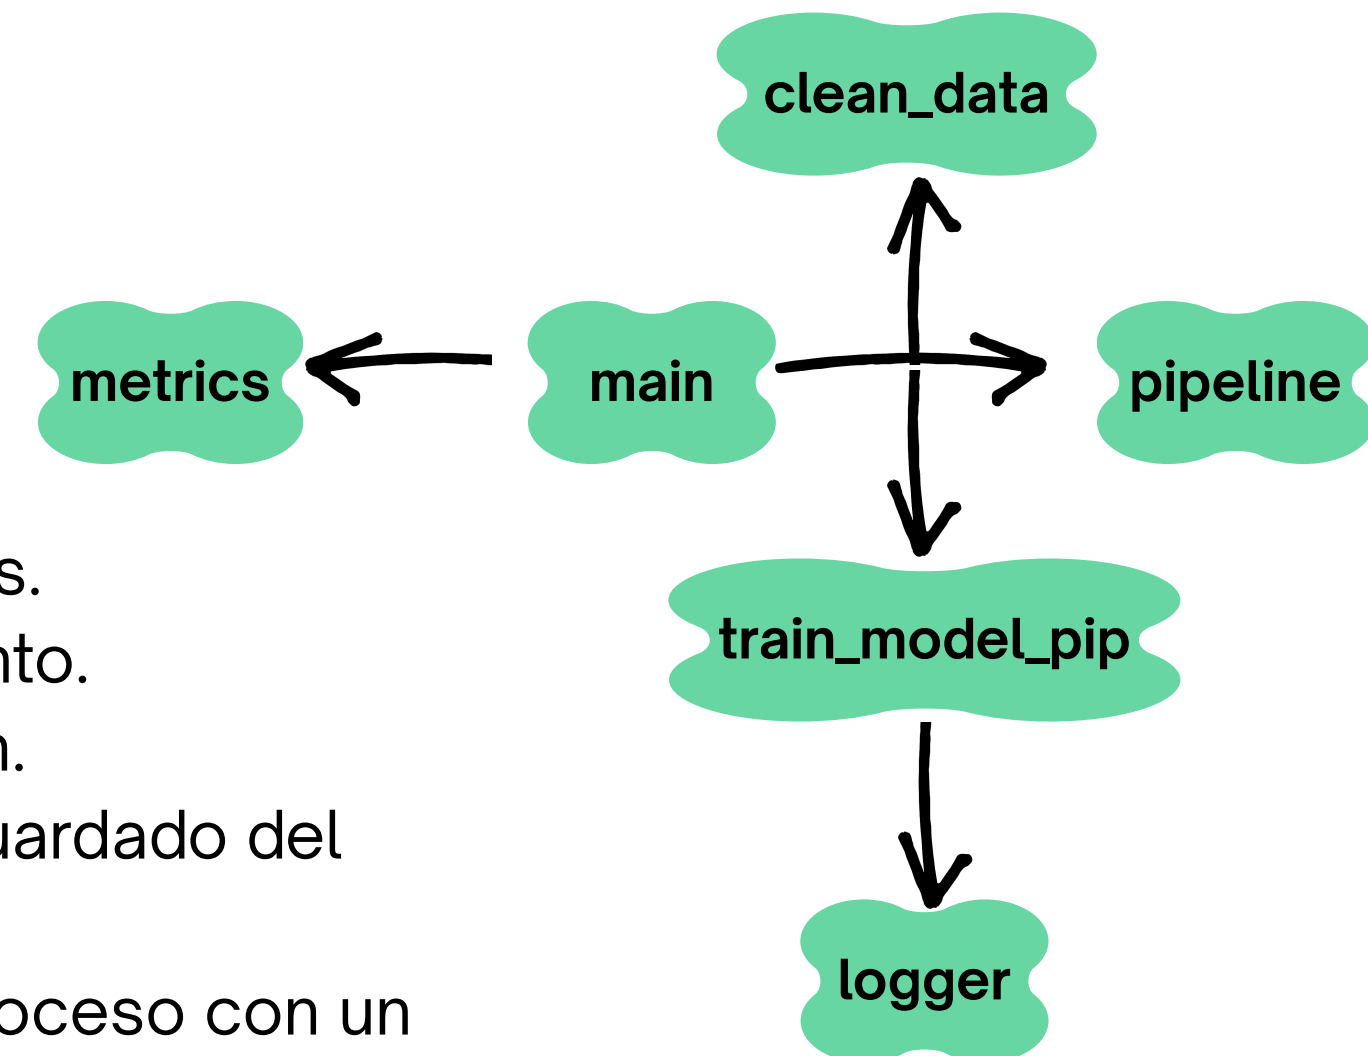 clean_data
metrics
main
pipeline
s.
nto.
train_model_pip
n.
uardado del
logger
oceso con un